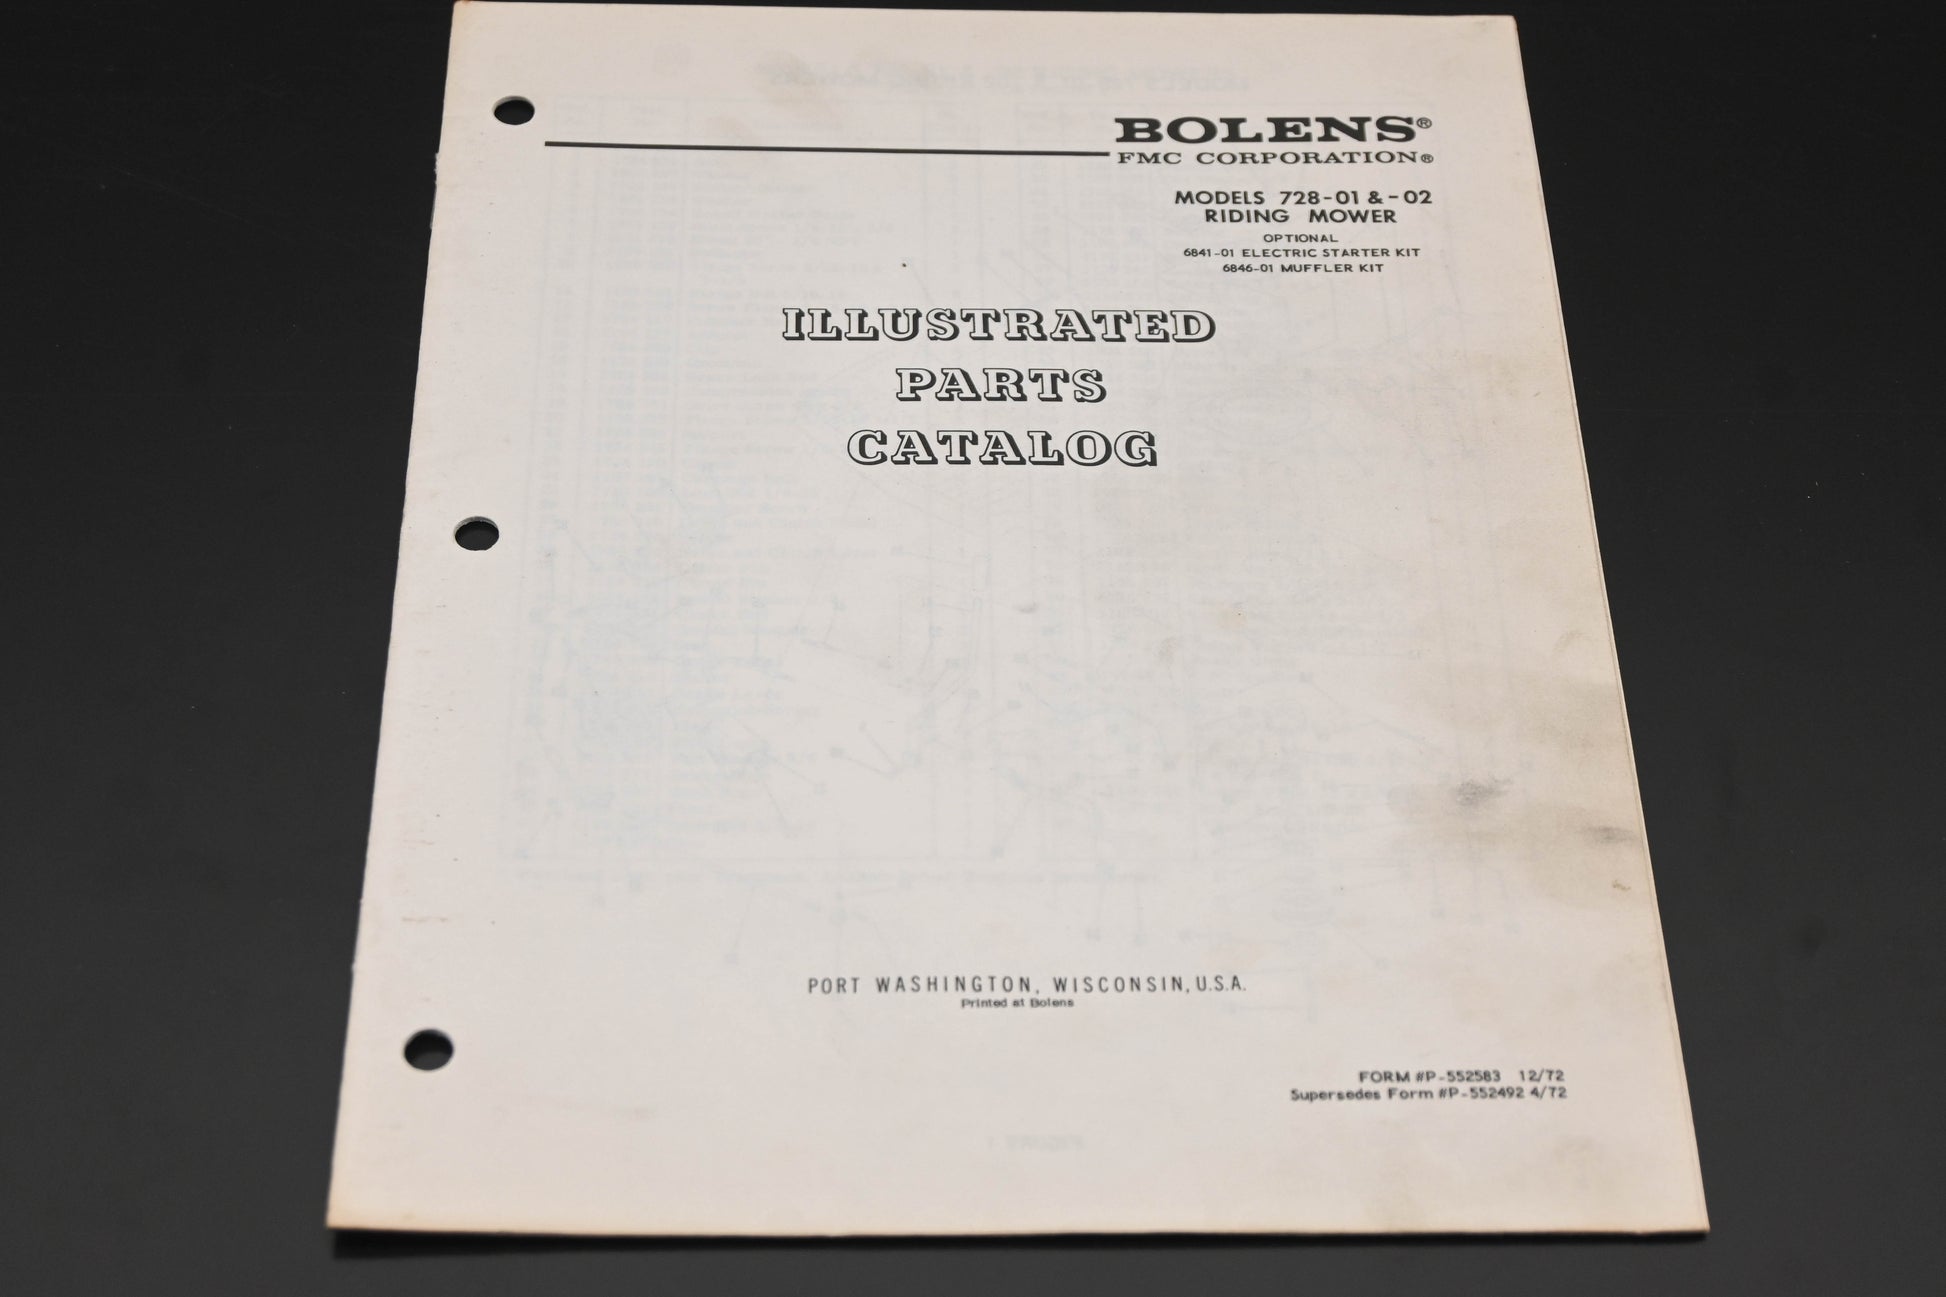 BOLENS®
FMC CORPORATION®
MODELS 728-01 & -02
RIDING MOWER
OPTIONAL
6841-01 ELECTRIC STARTER KIT
6846-01 MUFFLER KIT
ILLUSTRATED
PARTS
CATALOG
PORT WASHINGTON, WISCONSIN, U.S.A.
Printed at Bolens
FORM #P-552583 12/72
Supersedes Form #P-552492 4/72